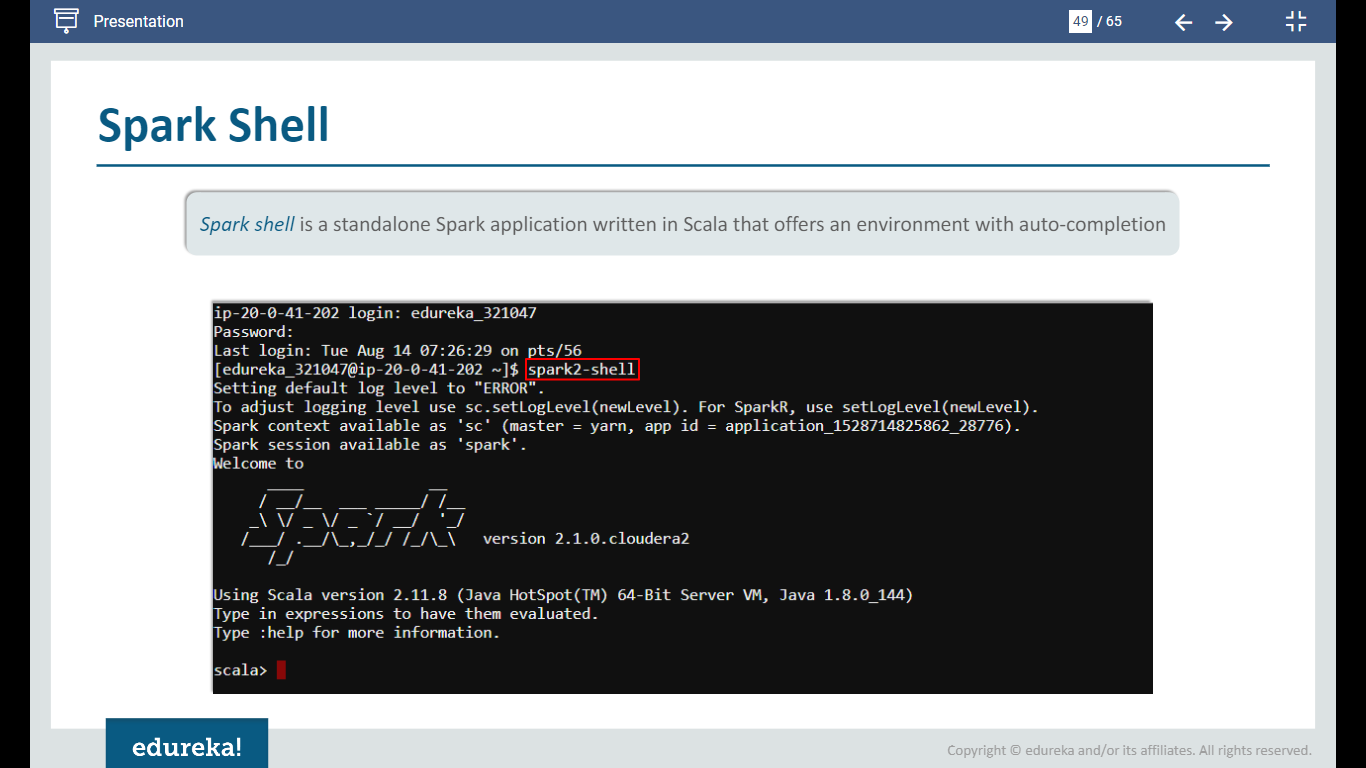 Presentation
49 / 65
Spark Shell
Spark shell is a standalone Spark application written in Scala that offers an environment with auto-completion
ip-20-0-41-202 login: edureka_321047
Password:
Last login: Tue Aug 14 07:26:29 on pts/56
[edureka_321047@ip-20-0-41-202 ~]$ spark2-shell
Setting default log level to "ERROR".
To adjust logging level use sc.setLogLevel(newLevel). For SparkR, use setLogLevel(newLevel).
Spark context available as 'sc' (master = yarn, app id = application_1528714825862_28776).
Spark session available as 'spark'.
Welcome to
Spark version 2.1.0.cloudera2
Using Scala version 2.11.8 (Java HotSpot(TM) 64-Bit Server VM, Java 1.8.0_144)
Type in expressions to have them evaluated.
Type :help for more information.
scala>
edureka!
Copyright © edureka and/or its affiliates. All rights reserved.